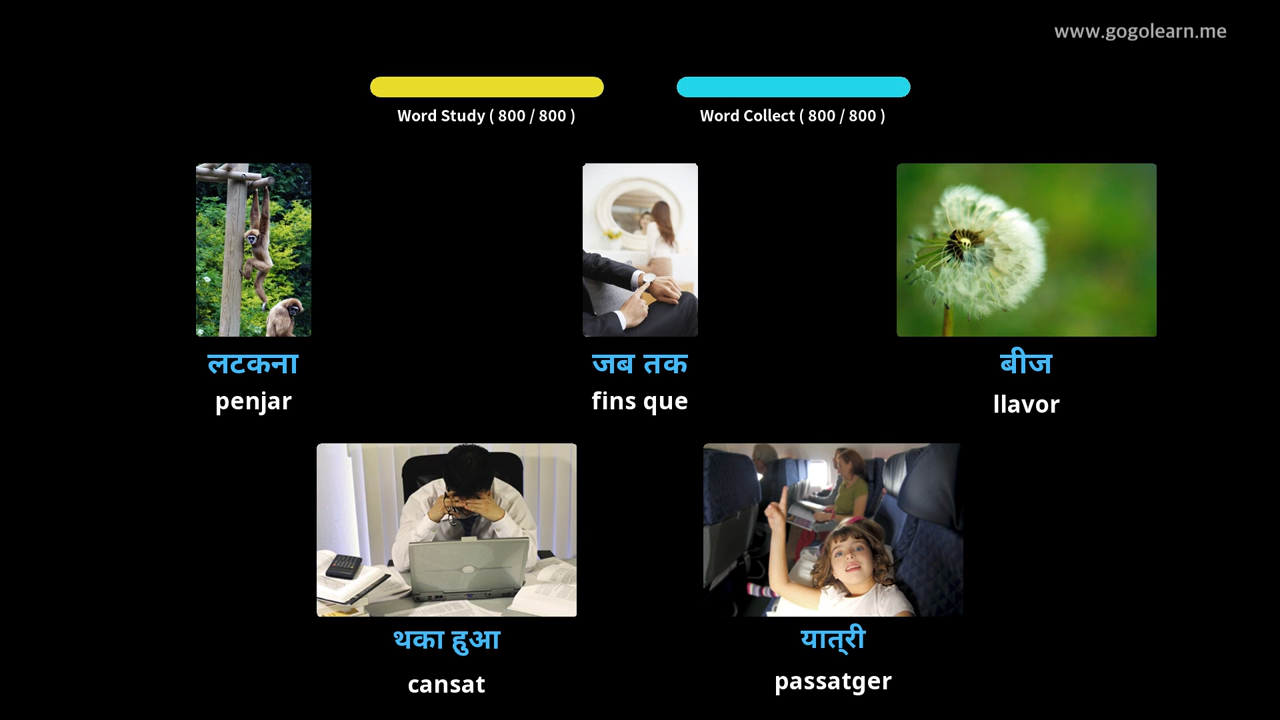 www.gogolearn.me
Word Study ( 800 / 800 )
Word Collect ( 800 / 800 )
लटकना
penjar
जब तक
fins que
बीज
llavor
थका हुआ
cansat
यात्री
passatger